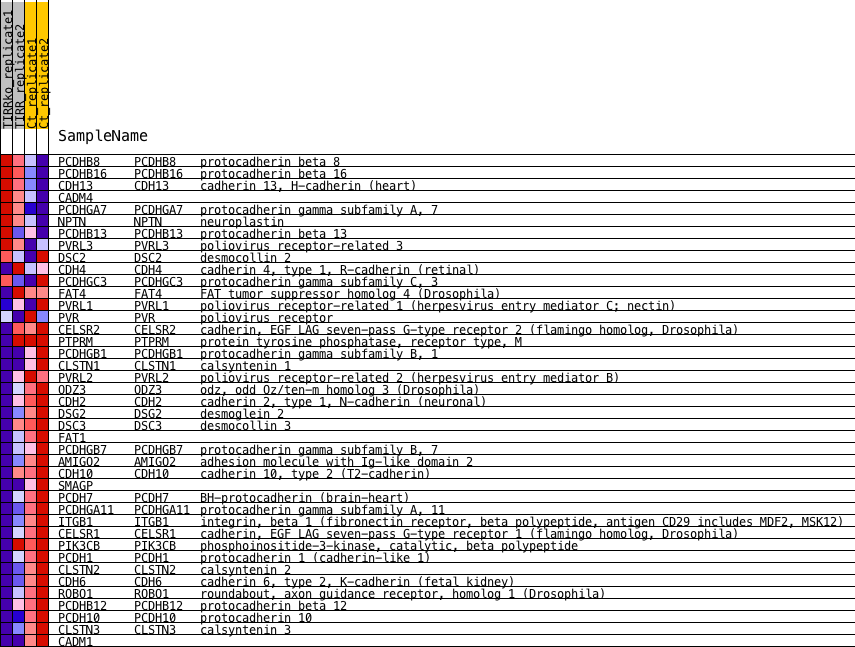 TIRRko_replicate1
TIRR_replicate2
Ct_replicate1
Ct_replicate2
SampleName
PCDHB8 PCDHB8 protocadherin beta 8
PCDHB16 PCDHB16 protocadherin beta 16
CDH13 CDH13 cadherin 13, H-cadherin (heart)
CADM4
PCDHGA7 PCDHGA7 protocadherin gamma subfamily A, 7
NPTN NPTN neuroplastin
PCDHB13 PCDHB13 protocadherin beta 13
PVRL3 PVRL3 poliovirus receptor-related 3
DSC2 DSC2 desmocollin 2
CDH4 CDH4 cadherin 4, type 1, R-cadherin (retinal)
PCDHGC3 PCDHGC3 protocadherin gamma subfamily C, 3
FAT4 FAT4 FAT tumor suppressor homolog 4 (Drosophila)
PVRL1 PVRL1 poliovirus receptor-related 1 (herpesvirus entry mediator C; nectin)
PVR PVR poliovirus receptor
CELSR2 CELSR2 cadherin, EGF LAG seven-pass G-type receptor 2 (flamingo homolog, Drosophila)
PTPRM PTPRM protein tyrosine phosphatase, receptor type, M
PCDHGB1 PCDHGB1 protocadherin gamma subfamily B, 1
CLSTN1 CLSTN1 calsyntenin 1
PVRL2 PVRL2 poliovirus receptor-related 2 (herpesvirus entry mediator B)
ODZ3 ODZ3 odz, odd Oz/ten-m homolog 3 (Drosophila)
CDH2 CDH2 cadherin 2, type 1, N-cadherin (neuronal)
DSG2 DSG2 desmoglein 2
DSC3 DSC3 desmocollin 3
FAT1
PCDHGB7 PCDHGB7 protocadherin gamma subfamily B, 7
AMIGO2 AMIGO2 adhesion molecule with Ig-like domain 2
CDH10 CDH10 cadherin 10, type 2 (T2-cadherin)
SMAGP
PCDH7 PCDH7 BH-protocadherin (brain-heart)
PCDHGA11 PCDHGA11 protocadherin gamma subfamily A, 11
ITGB1 ITGB1 integrin, beta 1 (fibronectin receptor, beta polypeptide, antigen CD29 includes MDF2, MSK12)
CELSR1 CELSR1 cadherin, EGF LAG seven-pass G-type receptor 1 (flamingo homolog, Drosophila)
PIK3CB PIK3CB phosphoinositide-3-kinase, catalytic, beta polypeptide
PCDH1 PCDH1 protocadherin 1 (cadherin-like 1)
CLSTN2 CLSTN2 calsyntenin 2
CDH6 CDH6 cadherin 6, type 2, K-cadherin (fetal kidney)
ROBO1 ROBO1 roundabout, axon guidance receptor, homolog 1 (Drosophila)
PCDHB12 PCDHB12 protocadherin beta 12
PCDH10 PCDH10 protocadherin 10
CLSTN3 CLSTN3 calsyntenin 3
CADM1